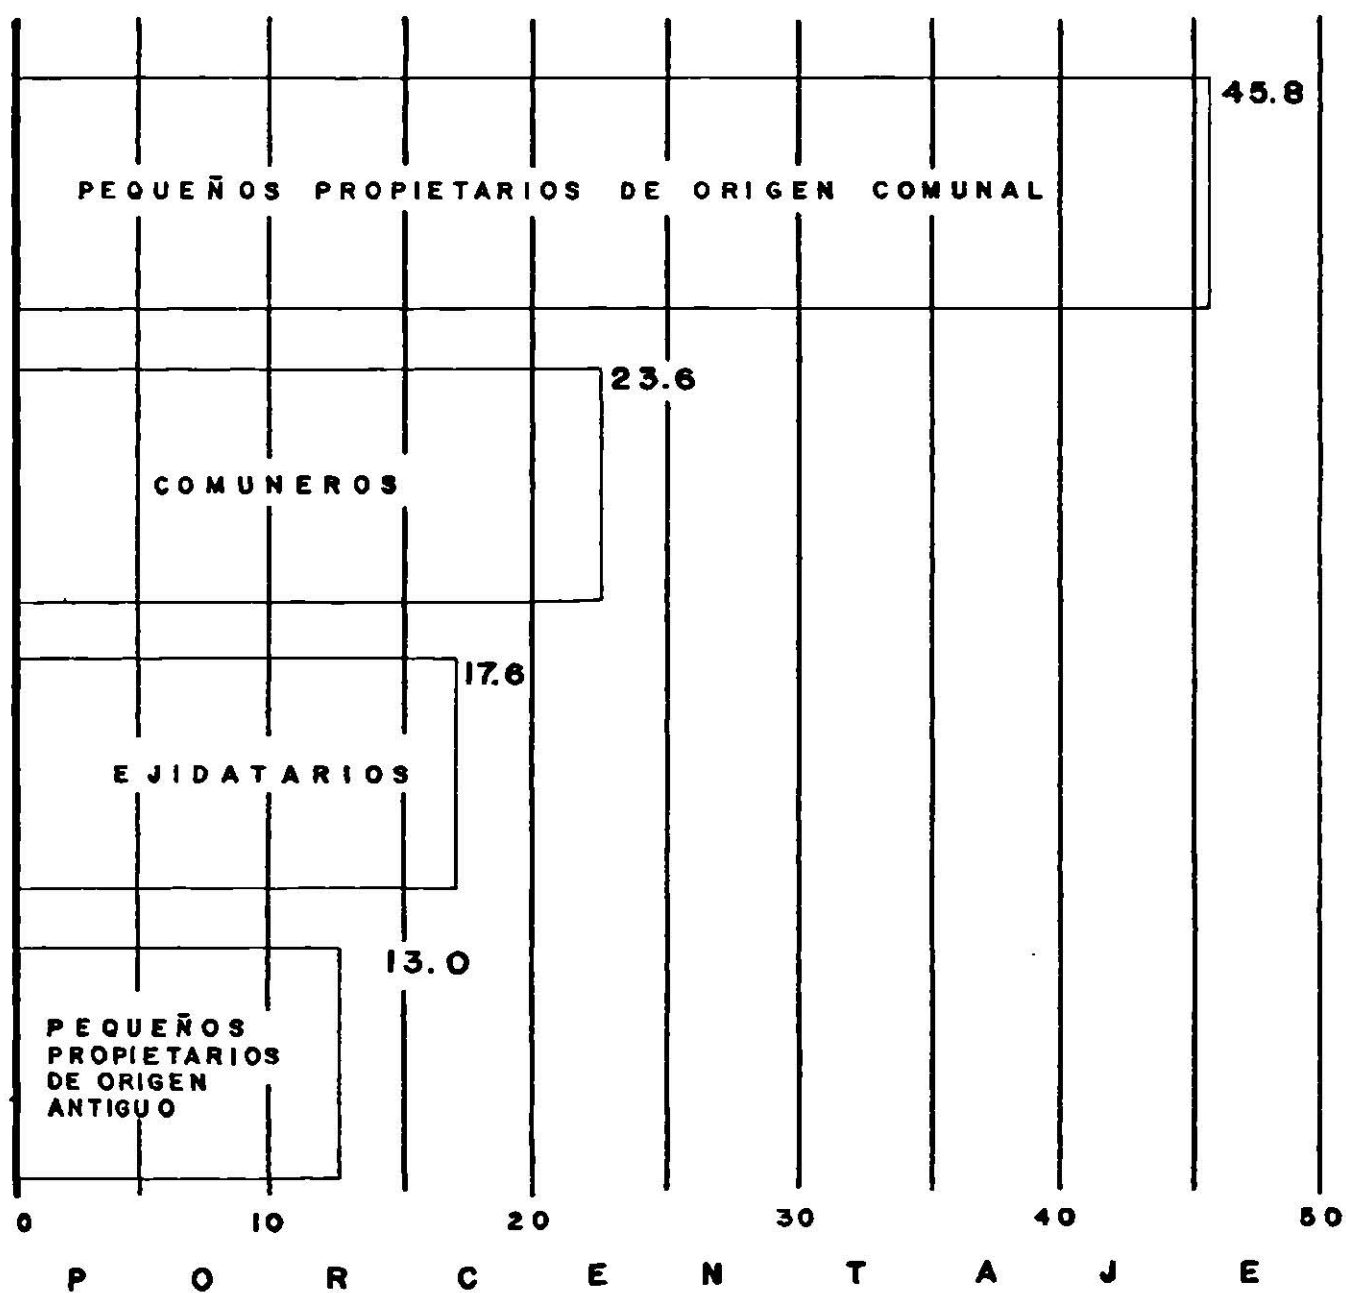 45.8
PEQUEÑOS PROPIETARIOS DE ORIGEN COMUNAL
23.6
COMUNEROS
17.6
EJIDATARIOS
13.0
PEQUEÑOS
PROPIETARIOS
DE ORIGEN
ANTIGUO
0 10 20 30 40 50
PORCENTAJE